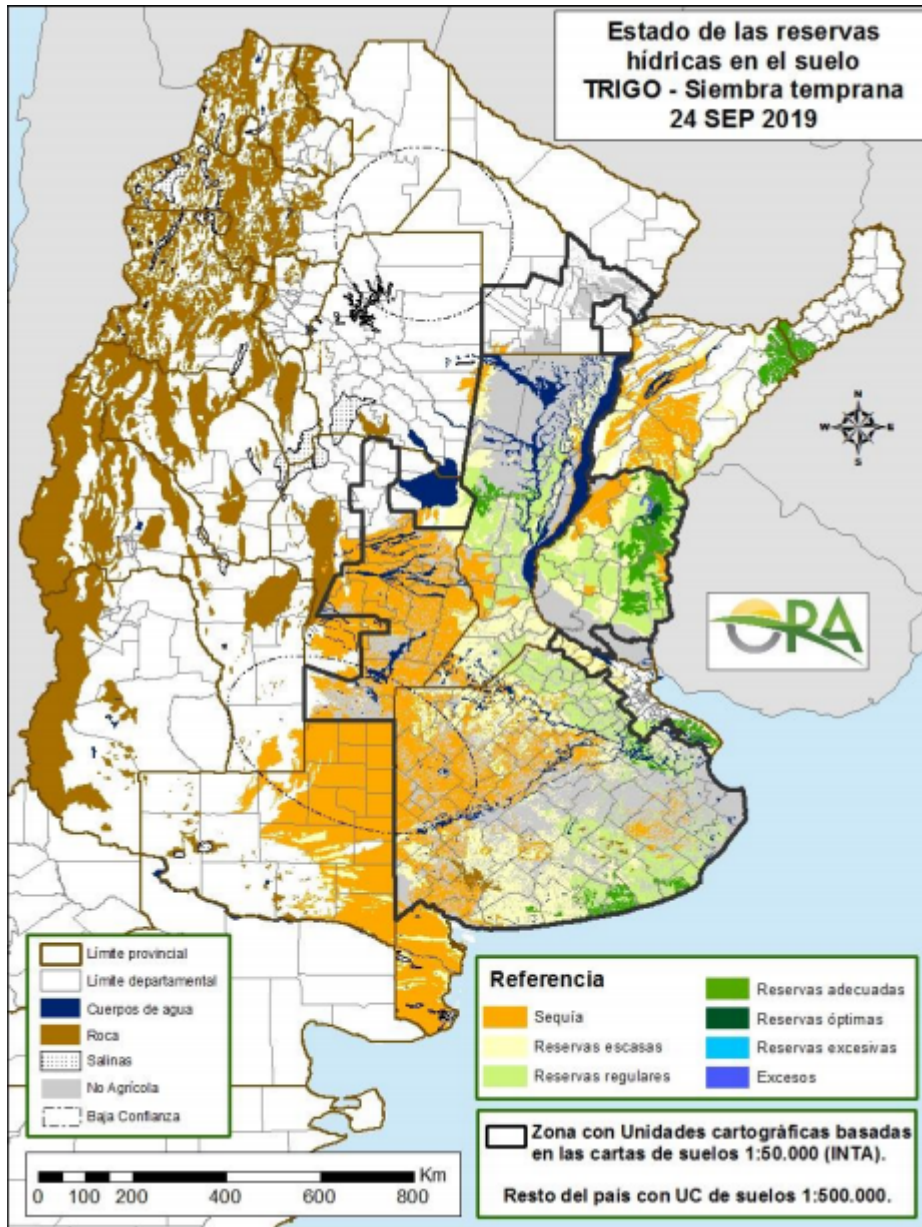 Estado de las reservas
hídricas en el suelo
TRIGO - Siembra temprana
24 SEP 2019
N
W
E
S
ORA
Límite provincial
Límite departamental
Cuerpos de agua
Roca
Salinas
No Agrícola
Baja Confianza
Referencia
Sequía
Reservas escasas
Reservas regulares
Reservas adecuadas
Reservas óptimas
Reservas excesivas
Excesos
Km
0 50 100 200 400 600 800
Zona con Unidades cartográficas basadas
en las cartas de suelos 1:50.000 (INTA).
Resto del país con UC de suelos 1:500.000.